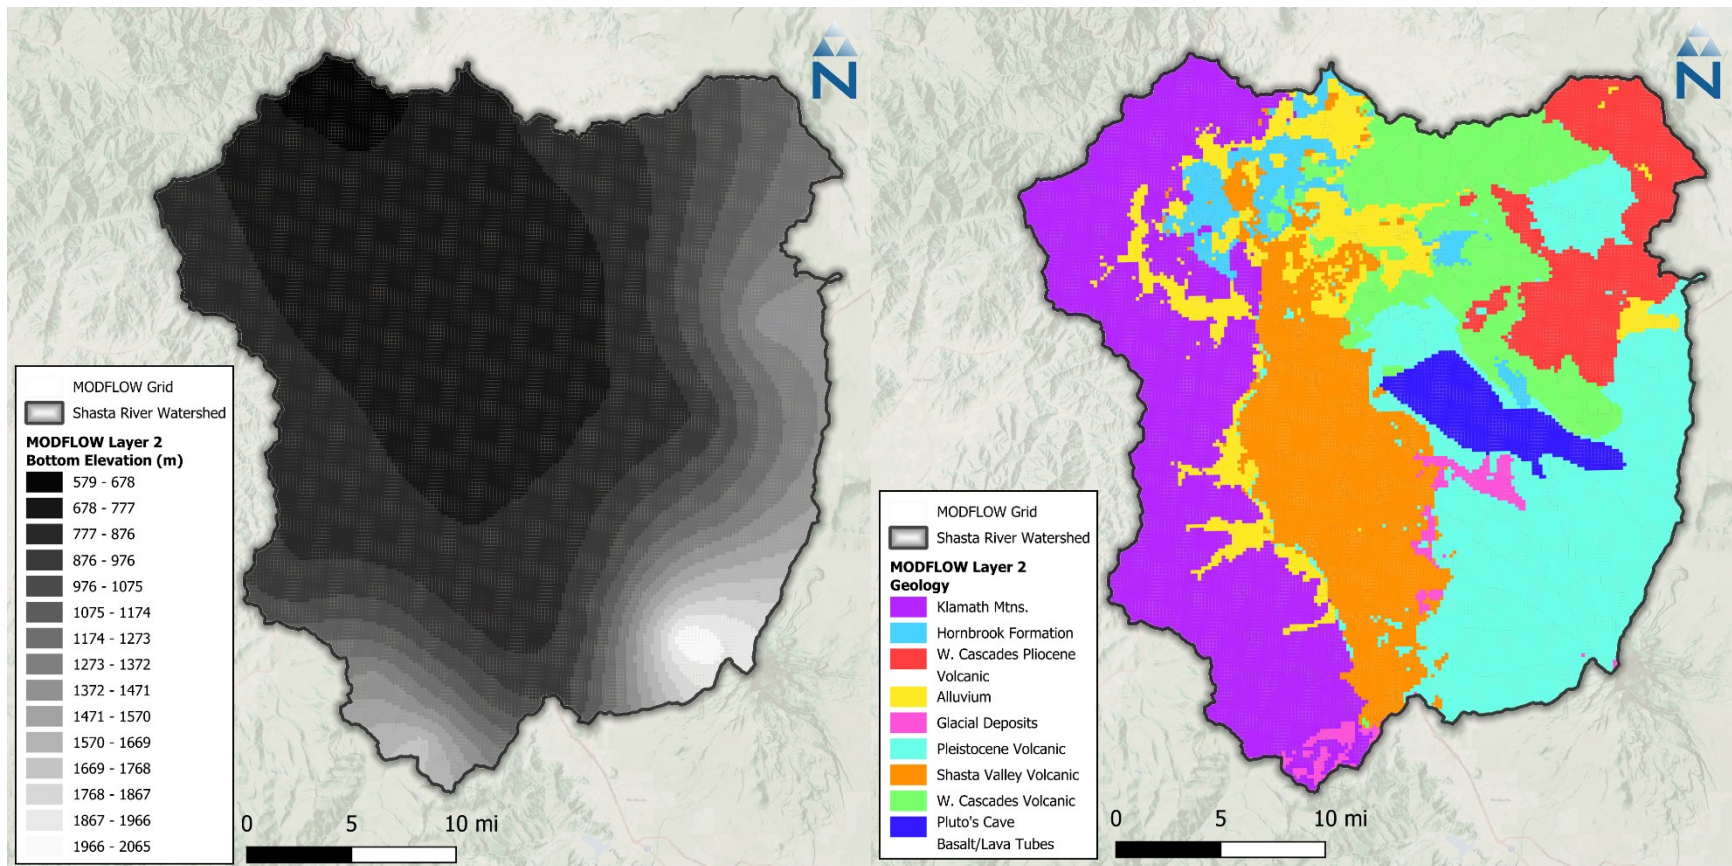 N
MODFLOW Grid
Shasta River Watershed
MODFLOW Layer 2
Bottom Elevation (m)
579 - 678
678 - 777
777 - 876
876 - 976
976 - 1075
1075 - 1174
1174 - 1273
1273 - 1372
1372 - 1471
1471 - 1570
1570 - 1669
1669 - 1768
1768 - 1867
1867 - 1966
1966 - 2065
0 5 10 mi
N
MODFLOW Grid
Shasta River Watershed
MODFLOW Layer 2
Geology
Klamath Mtns.
Hornbrook Formation
W. Cascades Pliocene
Volcanic
Alluvium
Glacial Deposits
Pleistocene Volcanic
Shasta Valley Volcanic
W. Cascades Volcanic
Pluto's Cave
Basalt/Lava Tubes
0 5 10 mi